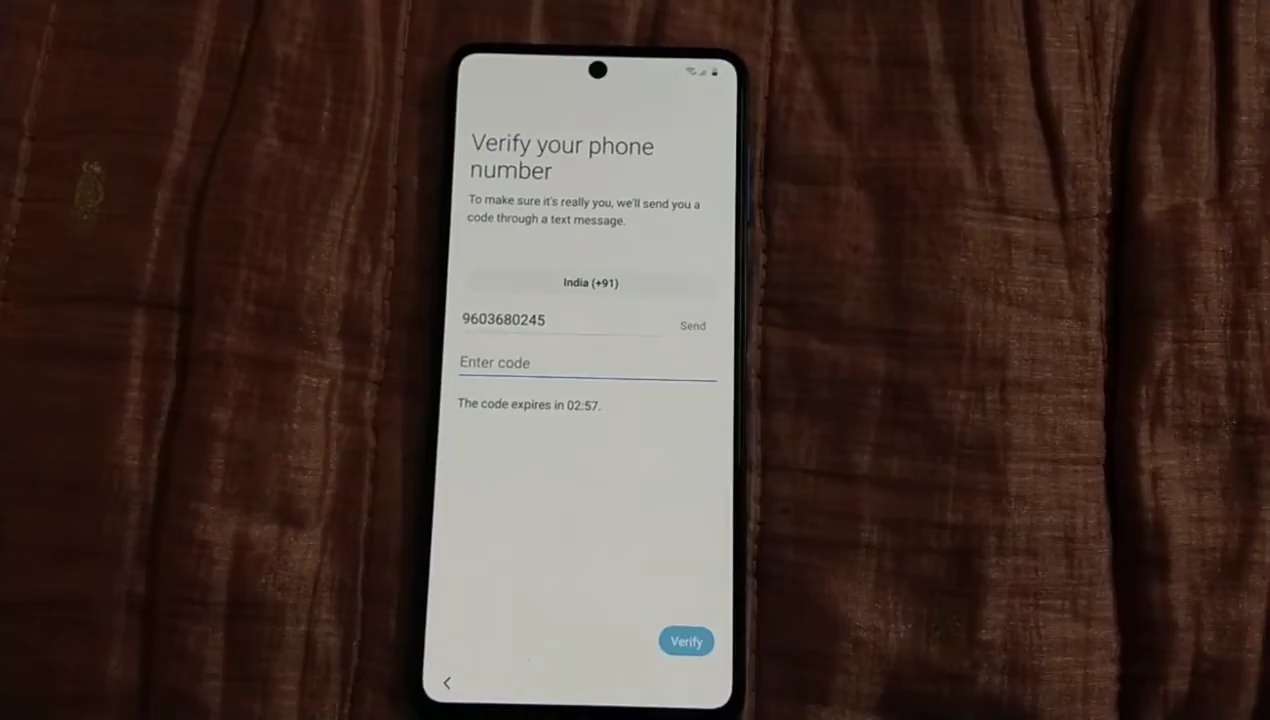 Verify your phone
number
To make sure it's really you, we'll send you a
code through a text message.
India (+91)
9603680245
Send
Enter code
The code expires in 02:57.
Verify